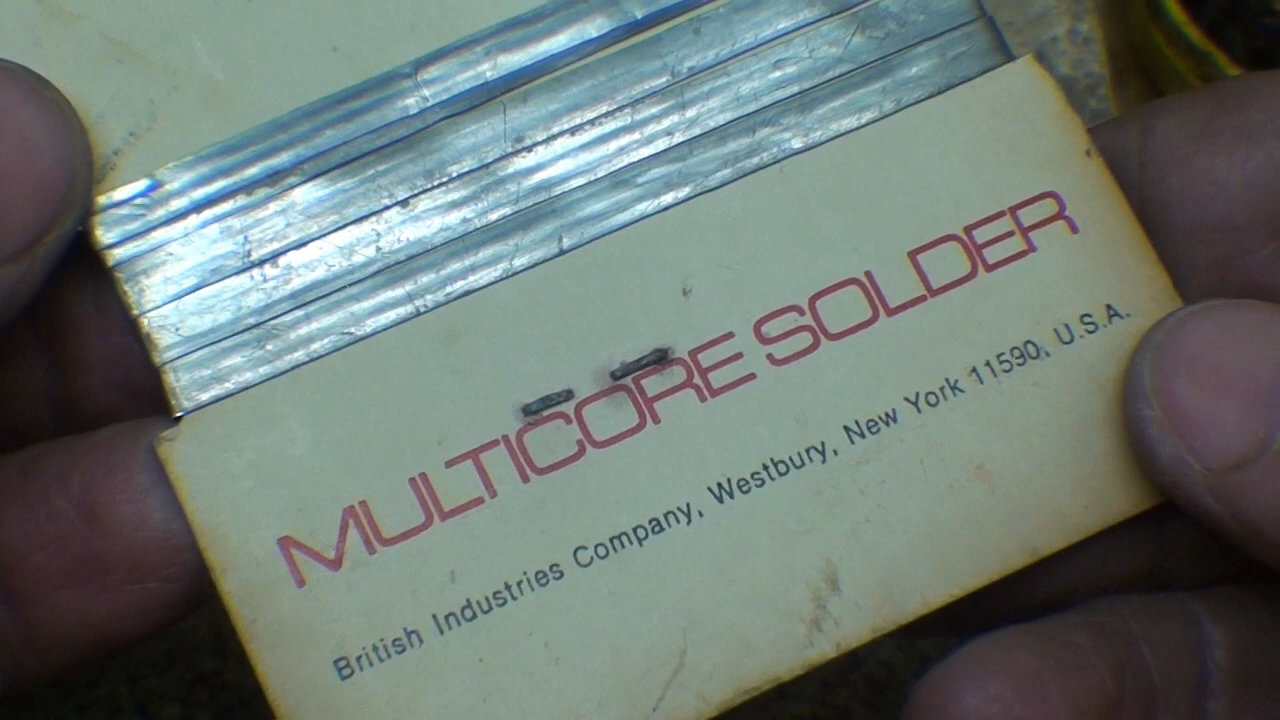 MULTICORE SOLDER
British Industries Company, Westbury, New York 11590, U.S.A.